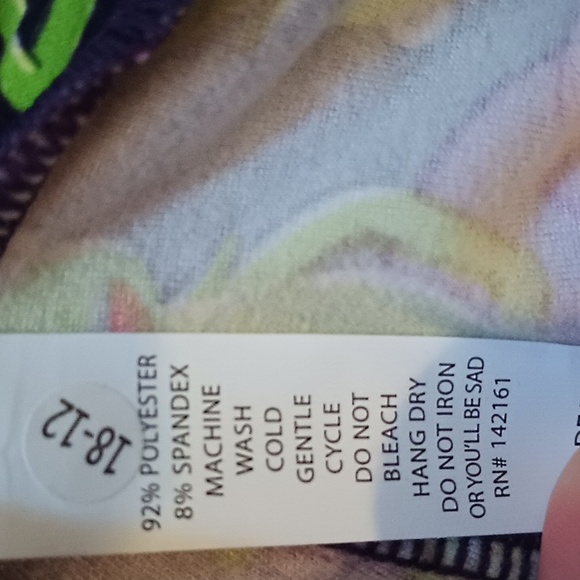 92% POLYESTER
8% SPANDEX
MACHINE
WASH
COLD
GENTLE
CYCLE
DO NOT
BLEACH
HANG DRY
DO NOT IRON
OR YOU'LL BE SAD
RN# 142161
18-12